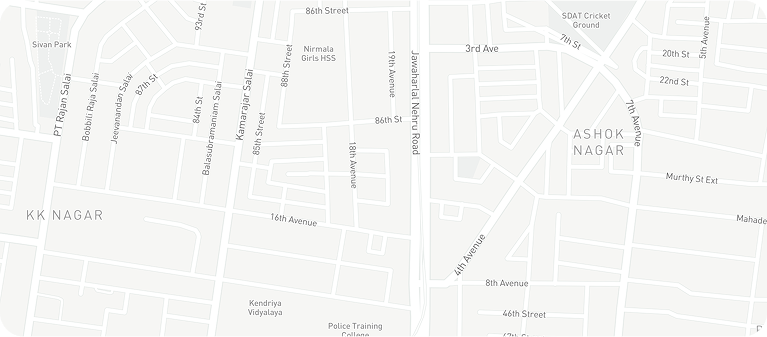 86th Street
93rd St
SDAT Cricket
Ground
Sivan Park
Nirmala
Girls HSS
7th St
5th Avenue
3rd Ave
20th St
22nd St
19th Avenue
88th Street
87th St
PT Rajan Salai
Bobbili Raja Salai
Jeevanandan Salai
84th St
Balasubramaniam Salai
Kamarajar Salai
85th Street
86th St
Jawaharlal Nehru Road
7th Avenue
ASHOK
NAGAR
18th Avenue
Murthy St Ext
KK NAGAR
16th Avenue
Mahade
4th Avenue
8th Avenue
Kendriya
Vidyalaya
46th Street
Police Training
College
47th Street